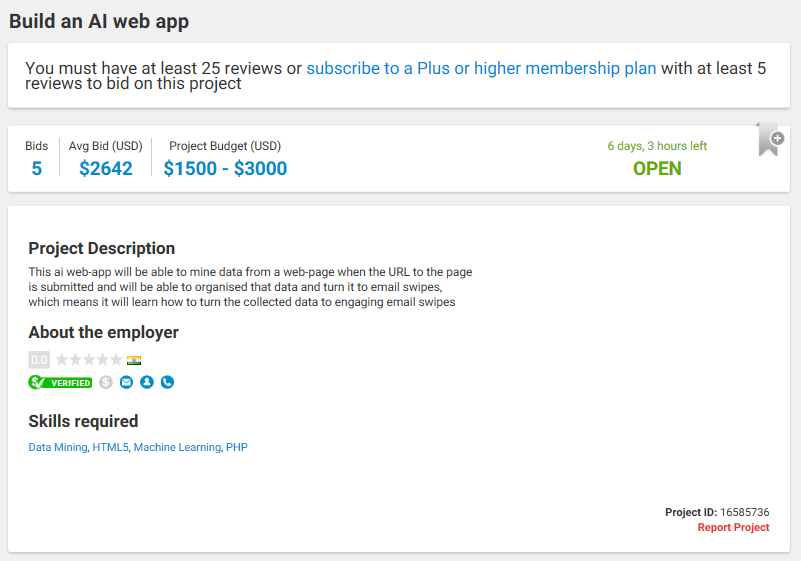 Build an AI web app
You must have at least 25 reviews or subscribe to a Plus or higher membership plan with at least 5
reviews to bid on this project
Bids
5
Avg Bid (USD)
$2642
Project Budget (USD)
$1500 - $3000
6 days, 3 hours left
OPEN
Project Description
This ai web-app will be able to mine data from a web-page when the URL to the page
is submitted and will be able to organised that data and turn it to email swipes,
which means it will learn how to turn the collected data to engaging email swipes
About the employer
0.0
VERIFIED
Skills required
Data Mining, HTML5, Machine Learning, PHP
Project ID: 16585736
Report Project